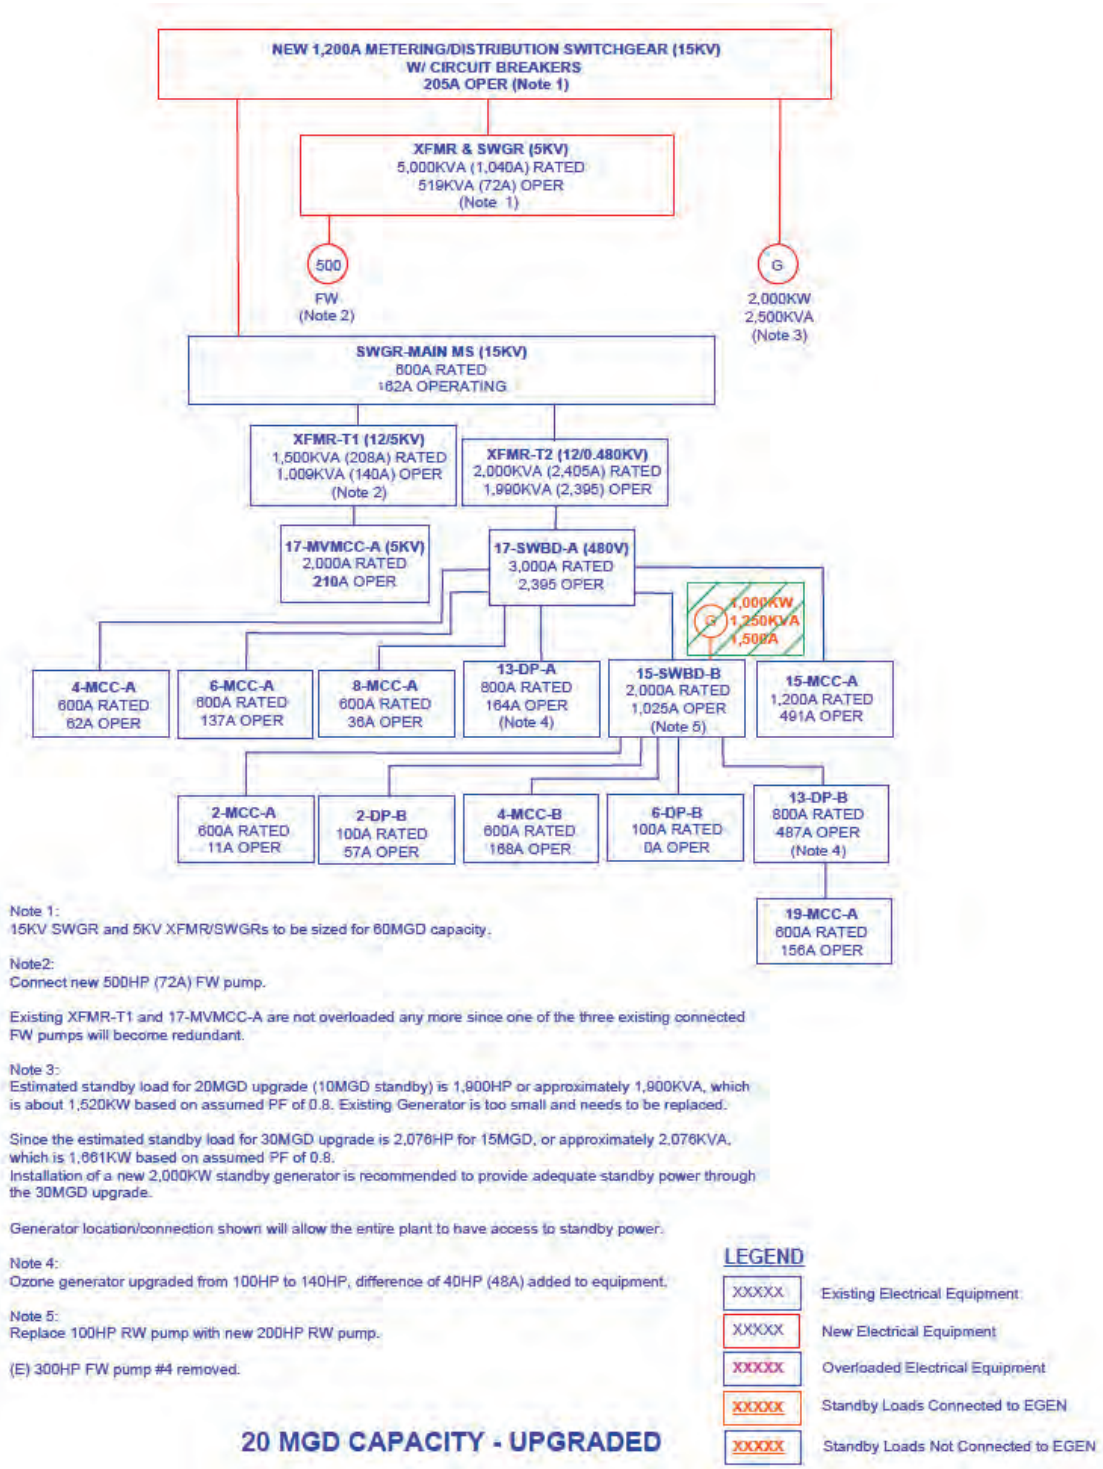 NEW 1,200A METERING/DISTRIBUTION SWITCHGEAR (15KV)
W/ CIRCUIT BREAKERS
205A OPER (Note 1)
XFMR & SWGR (5KV)
5,000KVA (1,040A) RATED
519KVA (72A) OPER
(Note 1)
500
FW
(Note 2)
G
2,000KW
2,500KVA
(Note 3)
SWGR-MAIN MS (15KV)
600A RATED
162A OPERATING
XFMR-T1 (12/5KV)
1,500KVA (208A) RATED
1,009KVA (140A) OPER
(Note 2)
XFMR-T2 (12/0.480KV)
2,000KVA (2,405A) RATED
1,990KVA (2,395) OPER
17-MVMCC-A (5KV)
2,000A RATED
210A OPER
17-SWBD-A (480V)
3,000A RATED
2,395 OPER
G
1,000KW
1,250KVA
1,500A
4-MCC-A
600A RATED
62A OPER
6-MCC-A
600A RATED
137A OPER
8-MCC-A
600A RATED
36A OPER
13-DP-A
800A RATED
164A OPER
(Note 4)
15-SWBD-B
2,000A RATED
1,025A OPER
(Note 5)
15-MCC-A
1,200A RATED
491A OPER
2-MCC-A
600A RATED
11A OPER
2-DP-B
100A RATED
57A OPER
4-MCC-B
600A RATED
168A OPER
6-DP-B
100A RATED
0A OPER
13-DP-B
800A RATED
487A OPER
(Note 4)
19-MCC-A
600A RATED
156A OPER
Note 1:
15KV SWGR and 5KV XFMR/SWGRs to be sized for 60MGD capacity.
Note2:
Connect new 500HP (72A) FW pump.
Existing XFMR-T1 and 17-MVMCC-A are not overloaded any more since one of the three existing connected
FW pumps will become redundant.
Note 3:
Estimated standby load for 20MGD upgrade (10MGD standby) is 1,900HP or approximately 1,900KVA, which
is about 1,520KW based on assumed PF of 0.8. Existing Generator is too small and needs to be replaced.
Since the estimated standby load for 30MGD upgrade is 2,076HP for 15MGD, or approximately 2,076KVA,
which is 1,661KW based on assumed PF of 0.8.
Installation of a new 2,000KW standby generator is recommended to provide adequate standby power through
the 30MGD upgrade.
Generator location/connection shown will allow the entire plant to have access to standby power.
Note 4:
Ozone generator upgraded from 100HP to 140HP, difference of 40HP (48A) added to equipment.
Note 5:
Replace 100HP RW pump with new 200HP RW pump.
(E) 300HP FW pump #4 removed.
LEGEND
XXXXX Existing Electrical Equipment
XXXXX New Electrical Equipment
XXXXX Overloaded Electrical Equipment
XXXXX Standby Loads Connected to EGEN
XXXXX Standby Loads Not Connected to EGEN
20 MGD CAPACITY - UPGRADED